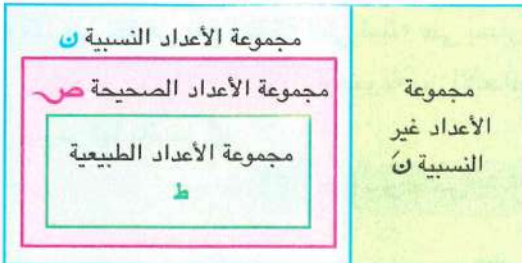 مجموعة الأعداد النسبية ن
مجموعة الأعداد الصحيحة ص
مجموعة الأعداد الطبيعية
ط
مجموعة
الأعداد غير
النسبية نَ